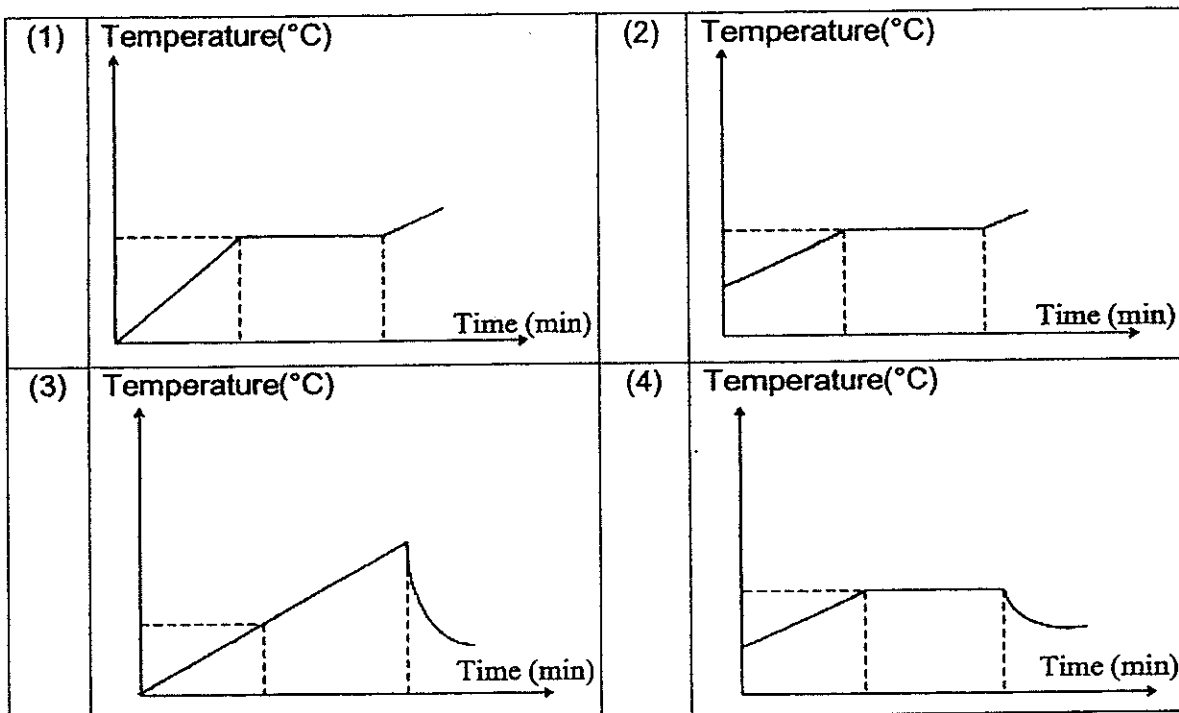 (1) Temperature(°C)
Time (min)
(2) Temperature(°C)
Time (min)
(3) Temperature(°C)
Time (min)
(4) Temperature(°C)
Time (min)